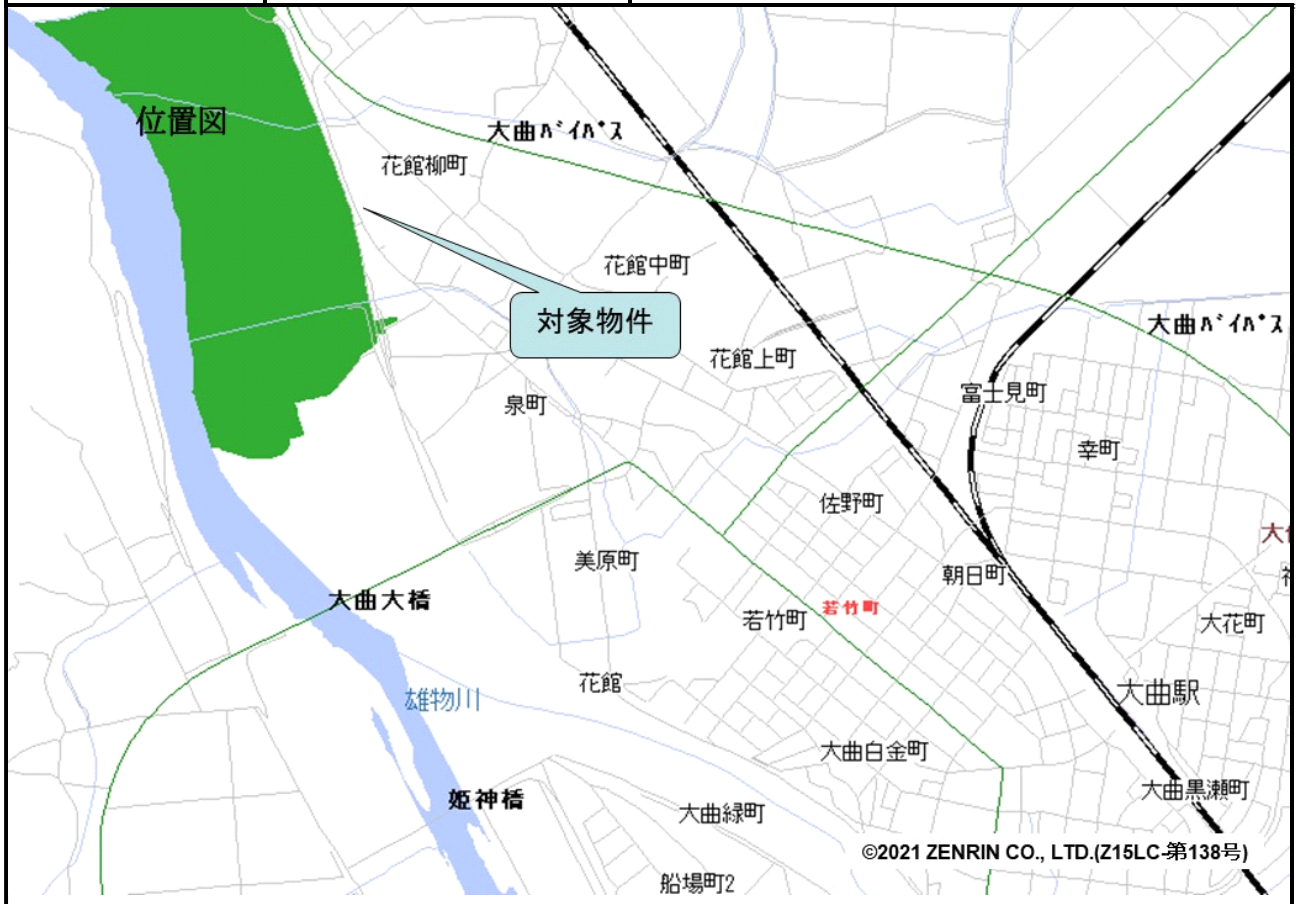 位置図
大曲ﾊﾞｲﾊﾟｽ
花館柳町
花館中町
対象物件
大曲ﾊﾞｲﾊﾟｽ
花館上町
富士見町
泉町
幸町
佐野町
美原町
朝日町
大曲大橋
若竹町
若竹町
大花町
花館
雄物川
大曲駅
大曲白金町
姫神橋
大曲黒瀬町
大曲緑町
©2021 ZENRIN CO., LTD.(Z15LC-第138号)
船場町2